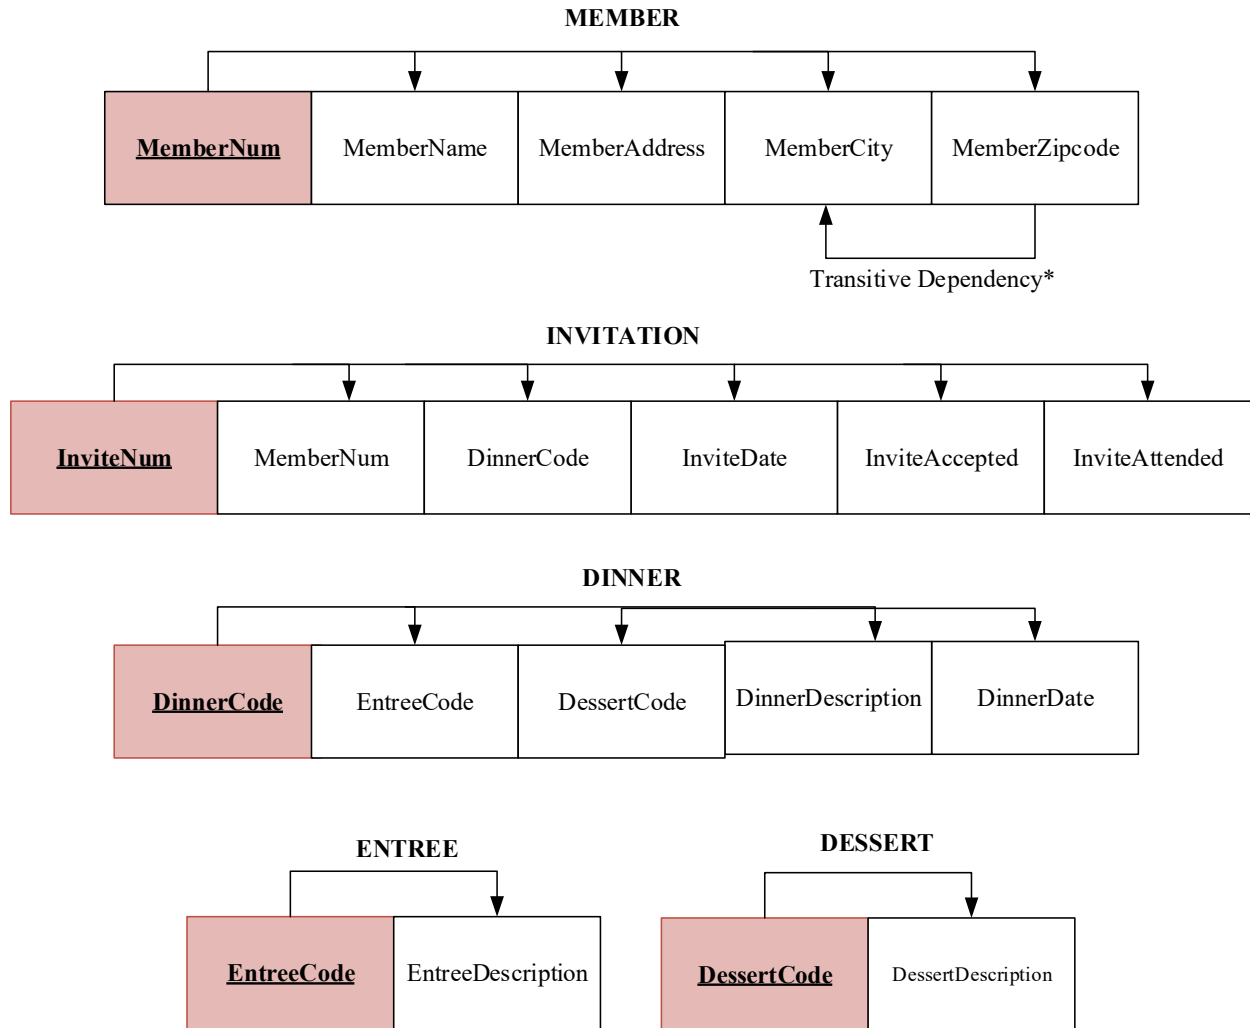 MEMBER
MemberNum MemberName MemberAddress MemberCity MemberZipcode
Transitive Dependency*
INVITATION
InviteNum MemberNum DinnerCode InviteDate InviteAccepted InviteAttended
DINNER
DinnerCode EntreeCode DessertCode DinnerDescription DinnerDate
ENTREE
EntreeCode EntreeDescription
DESSERT
DessertCode DessertDescription